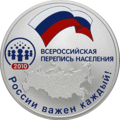 ВСЕРОССИЙСКАЯ
ПЕРЕПИСЬ НАСЕЛЕНИЯ
2010
России важен каждый!